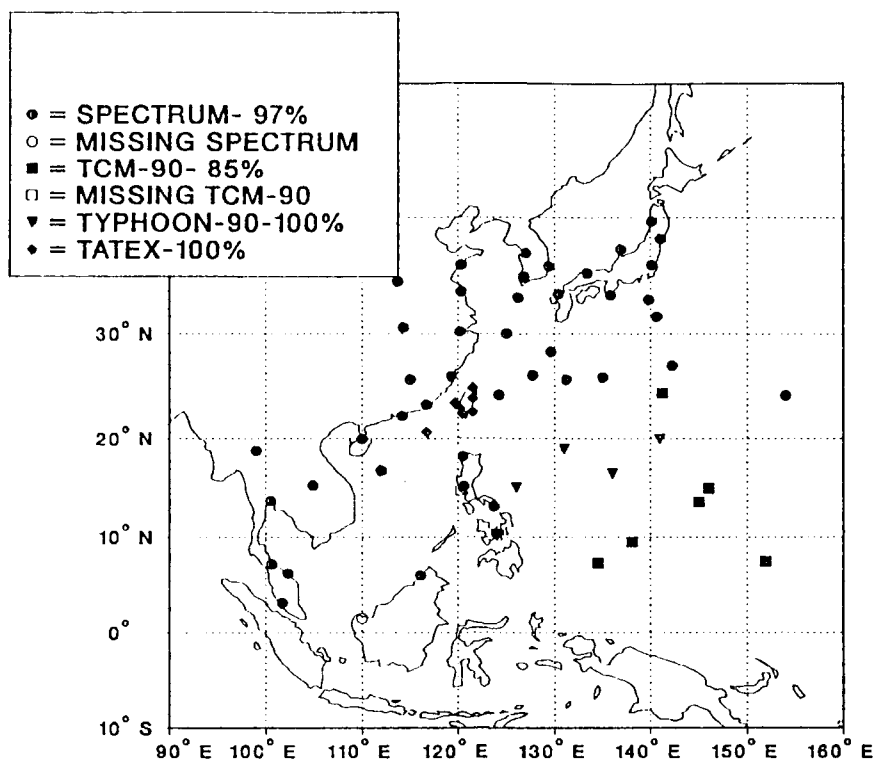 ● = SPECTRUM- 97%
○ = MISSING SPECTRUM
■ = TCM-90- 85%
□ = MISSING TCM-90
▼ = TYPHOON-90-100%
◆ = TATEX-100%
30° N
20° N
10° N
0°
10° S
90° E 100° E 110° E 120° E 130° E 140° E 150° E 160° E